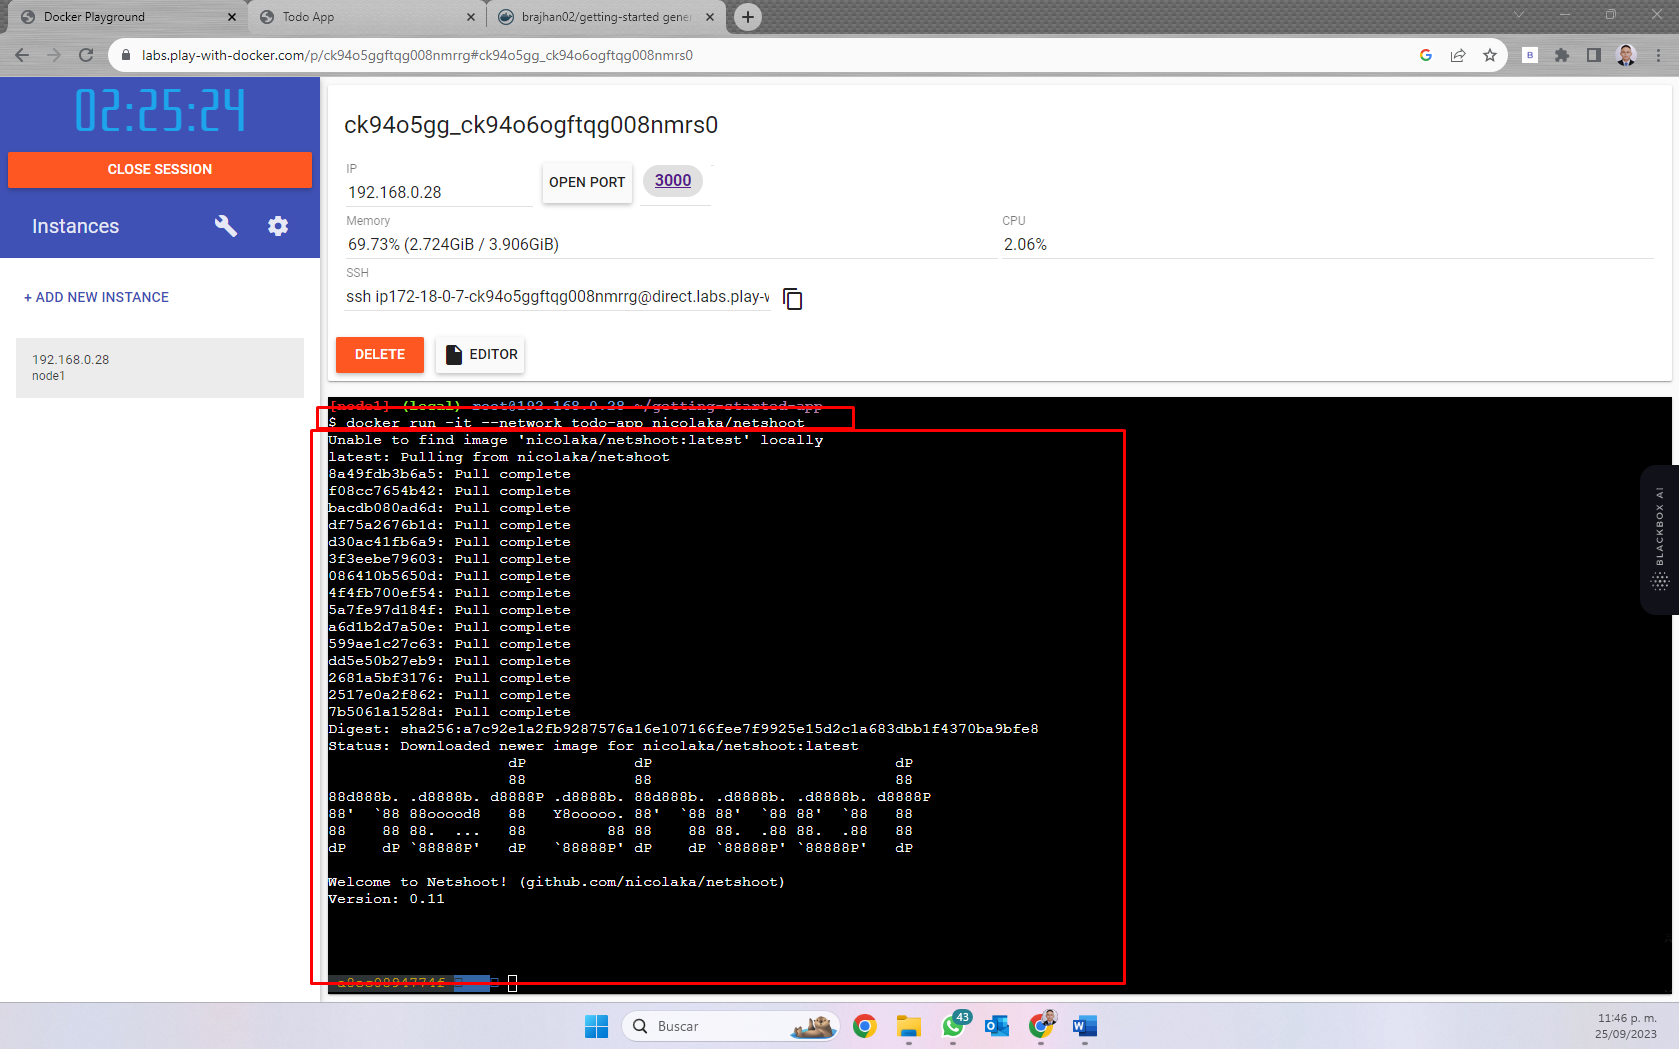 Docker Playground
Todo App
brajhan02/getting-started gener
labs.play-with-docker.com/p/ck94o5ggftqg008nmrrg#ck94o5gg_ck94o6ogftqg008nmrs0
02:25:24
CLOSE SESSION
Instances
+ ADD NEW INSTANCE
192.168.0.28
node1
ck94o5gg_ck94o6ogftqg008nmrs0
IP
192.168.0.28
OPEN PORT
3000
Memory
69.73% (2.724GiB / 3.906GiB)
CPU
2.06%
SSH
ssh ip172-18-0-7-ck94o5ggftqg008nmrrg@direct.labs.play-w
DELETE
EDITOR
[node1] (local) root@192.168.0.28 ~/getting-started-app
$ docker run -it --network todo-app nicolaka/netshoot
Unable to find image 'nicolaka/netshoot:latest' locally
latest: Pulling from nicolaka/netshoot
8a49fdb3b6a5: Pull complete
f08cc7654b42: Pull complete
bacdb080ad6d: Pull complete
df75a2676b1d: Pull complete
d30ac41fb6a9: Pull complete
3f3eebe79603: Pull complete
086410b5650d: Pull complete
4f4fb700ef54: Pull complete
5a7fe97d184f: Pull complete
a6d1b2d7a50e: Pull complete
599ae1c27c63: Pull complete
dd5e50b27eb9: Pull complete
2681a5bf3176: Pull complete
2517e0a2f862: Pull complete
7b5061a1528d: Pull complete
Digest: sha256:a7c92e1a2fb9287576a16e107166fee7f9925e15d2c1a683dbb1f4370ba9bfe8
Status: Downloaded newer image for nicolaka/netshoot:latest
                    dP            dP                           dP
                    88            88                           88
88d888b. .d8888b. d8888P .d8888b. 88d888b. .d8888b. .d8888b. d8888P
88'  `88 88ooood8   88   Y8ooooo. 88'  `88 88'  `88 88'  `88   88
88    88 88.  ...   88         88 88    88 88.  .88 88.  .88   88
dP    dP `88888P'   dP   `88888P' dP    dP `88888P' `88888P'   dP
Welcome to Netshoot! (github.com/nicolaka/netshoot)
Version: 0.11
BLACKBOX AI
Buscar
43
11:46 p. m.
25/09/2023